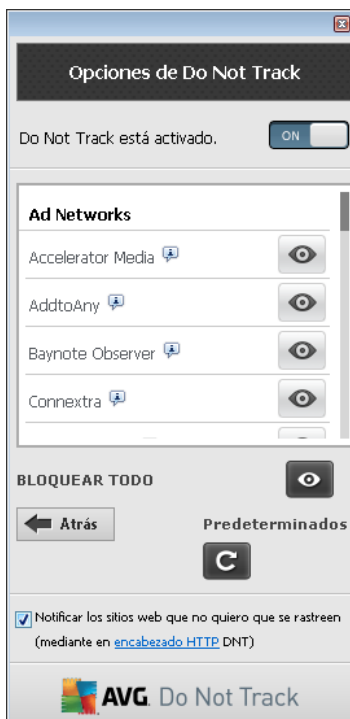 Opciones de Do Not Track
Do Not Track está activado.
ON
Ad Networks
Accelerator Media
AddtoAny
Baynote Observer
Connextra
BLOQUEAR TODO
Atrás
Predeterminados
Notificar los sitios web que no quiero que se rastreen
(mediante en encabezado HTTP DNT)
AVG. Do Not Track